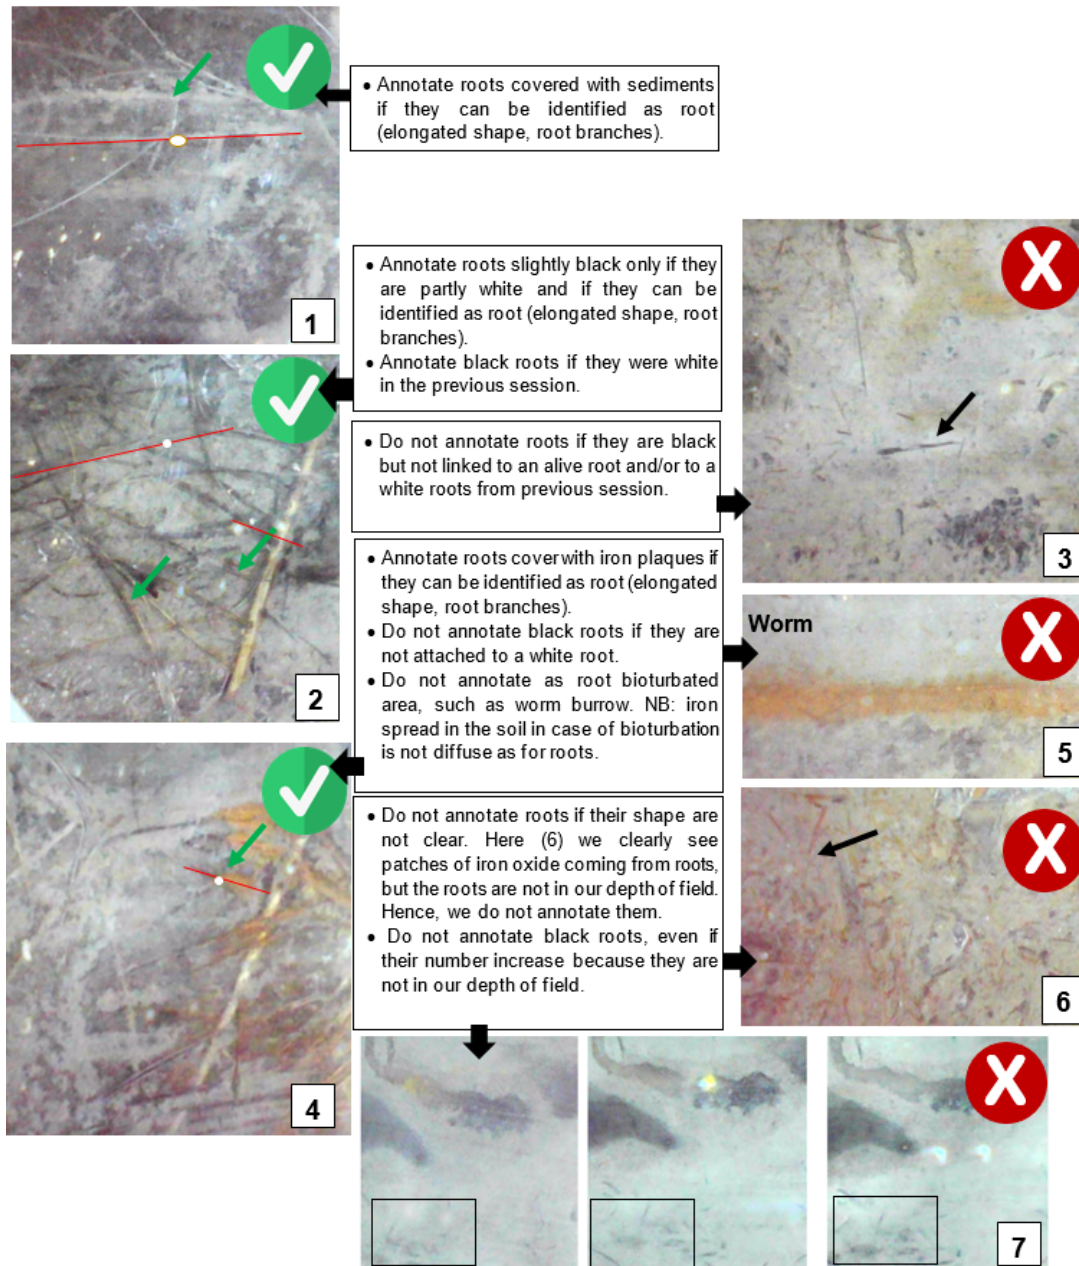 • Annotate roots covered with sediments
if they can be identified as root
(elongated shape, root branches).
1
• Annotate roots slightly black only if they
are partly white and if they can be
identified as root (elongated shape, root
branches).
• Annotate black roots if they were white
in the previous session.
2
• Do not annotate roots if they are black
but not linked to an alive root and/or to a
white roots from previous session.
3
• Annotate roots cover with iron plaques if
they can be identified as root (elongated
shape, root branches).
• Do not annotate black roots if they are
not attached to a white root.
• Do not annotate as root bioturbated
area, such as worm burrow. NB: iron
spread in the soil in case of bioturbation
is not diffuse as for roots.
Worm
5
4
• Do not annotate roots if their shape are
not clear. Here (6) we clearly see
patches of iron oxide coming from roots,
but the roots are not in our depth of field.
Hence, we do not annotate them.
• Do not annotate black roots, even if
their number increase because they are
not in our depth of field.
6
7